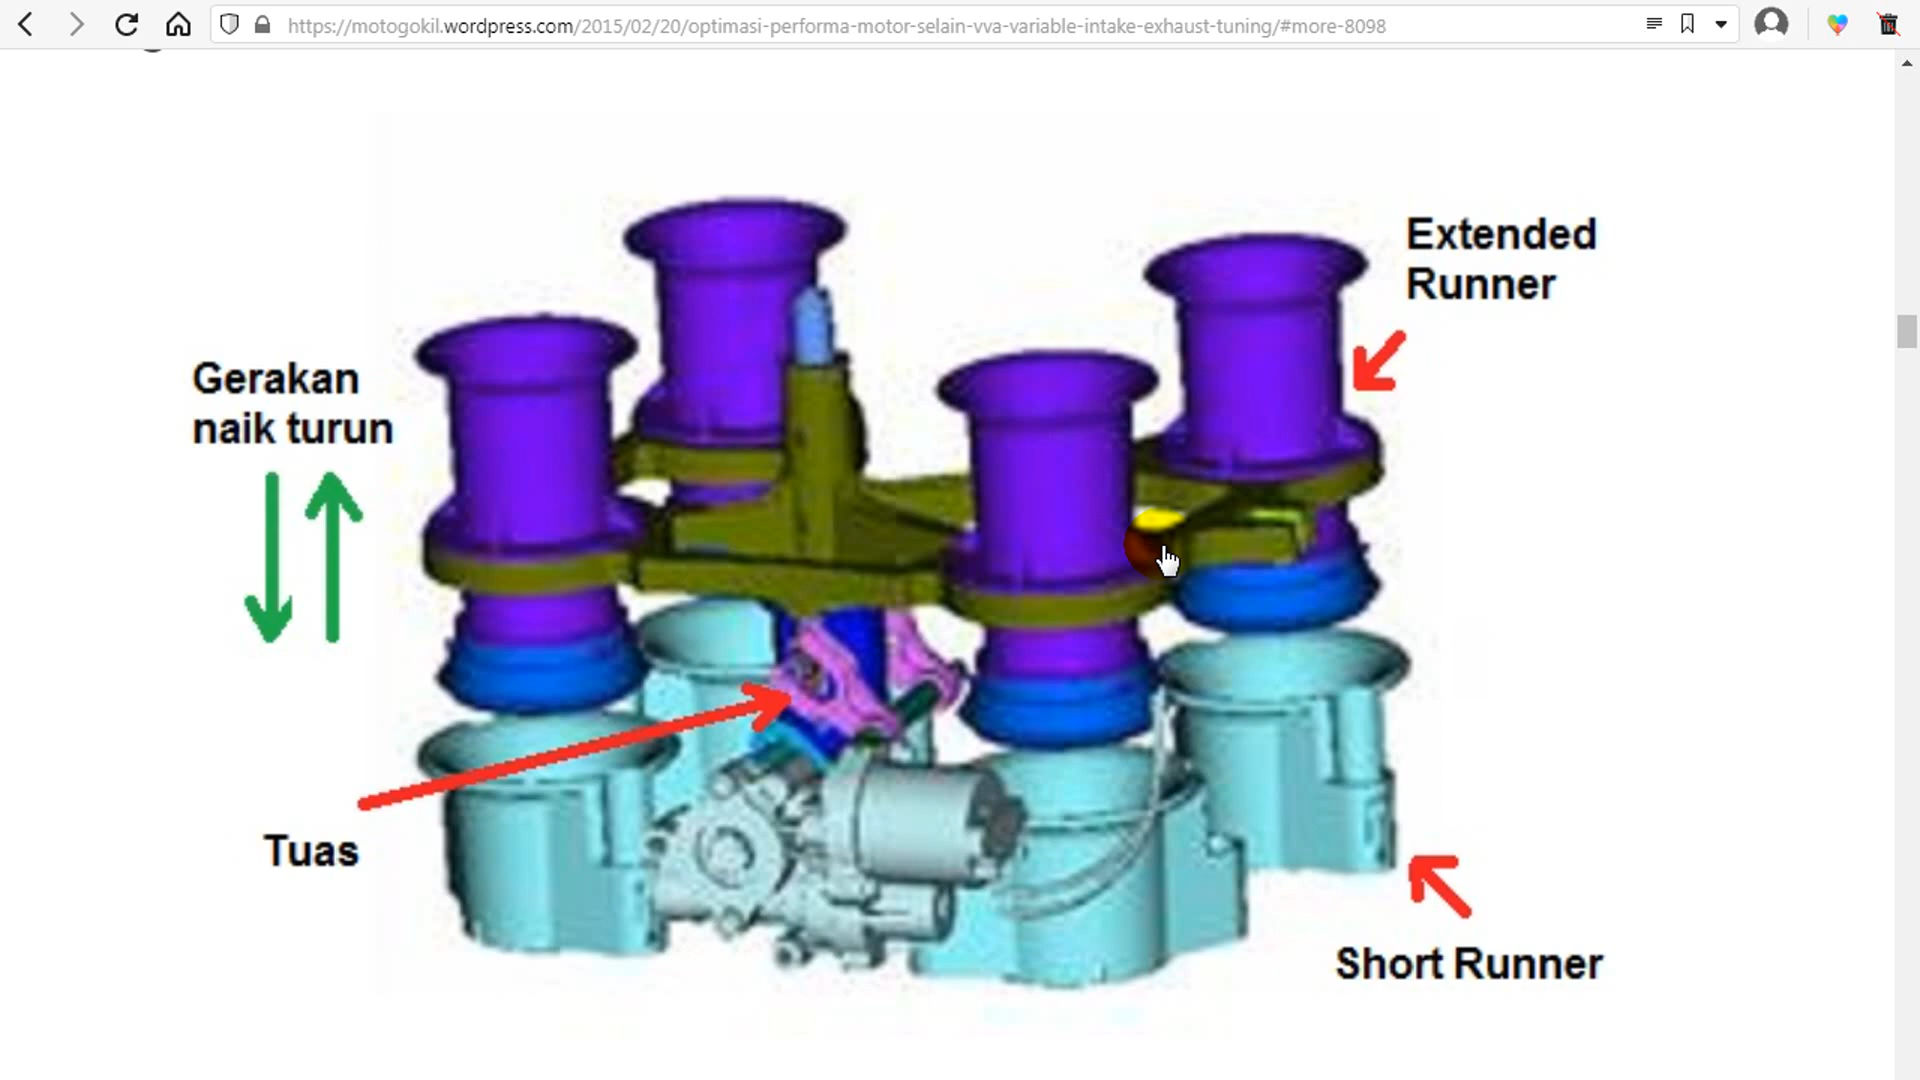 https://motogokil.wordpress.com/2015/02/20/optimasi-performa-motor-selain-vva-variable-intake-exhaust-tuning/#more-8098
Extended
Runner
Gerakan
naik turun
Tuas
Short Runner